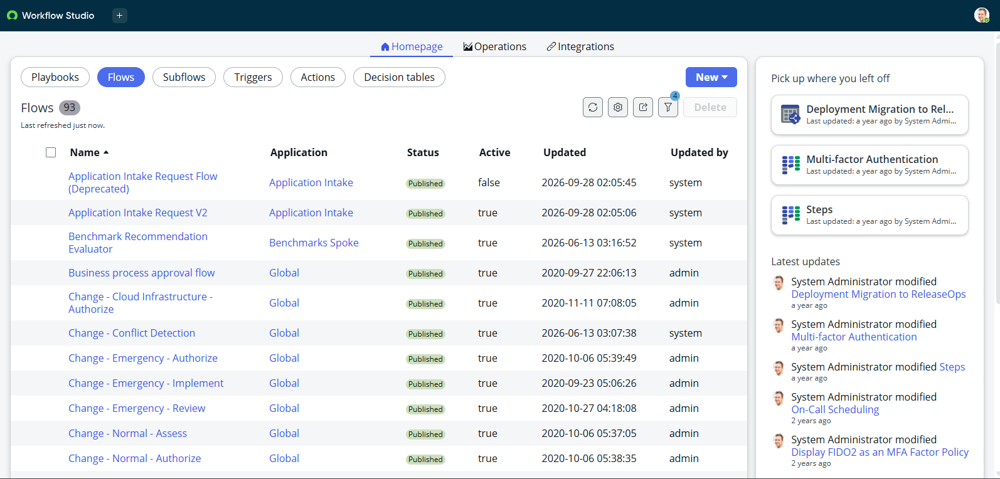 Workflow Studio
+
Homepage Operations Integrations
Playbooks Flows Subflows Triggers Actions Decision tables New
Flows 93
4
Delete
Last refreshed just now.
Name Application Status Active Updated Updated by
Application Intake Request Flow
(Deprecated) Application Intake Published false 2026-09-28 02:05:45 system
Application Intake Request V2 Application Intake Published true 2026-09-28 02:05:06 system
Benchmark Recommendation
Evaluator Benchmarks Spoke Published true 2026-06-13 03:16:52 system
Business process approval flow Global Published true 2020-09-27 22:06:13 admin
Change - Cloud Infrastructure -
Authorize Global Published true 2020-11-11 07:08:05 admin
Change - Conflict Detection Global Published true 2026-06-13 03:07:38 system
Change - Emergency - Authorize Global Published true 2020-10-06 05:39:49 admin
Change - Emergency - Implement Global Published true 2020-09-23 05:06:26 admin
Change - Emergency - Review Global Published true 2020-10-27 04:18:08 admin
Change - Normal - Assess Global Published true 2020-10-06 05:37:05 admin
Change - Normal - Authorize Global Published true 2020-10-06 05:38:35 admin
Pick up where you left off
Deployment Migration to Rel...
Last updated: a year ago by System Admi...
Multi-factor Authentication
Last updated: a year ago by System Admi...
Steps
Last updated: a year ago by System Admi...
Latest updates
System Administrator modified
Deployment Migration to ReleaseOps
a year ago
System Administrator modified
Multi-factor Authentication
a year ago
System Administrator modified Steps
a year ago
System Administrator modified
On-Call Scheduling
2 years ago
System Administrator modified
Display FIDO2 as an MFA Factor Policy
2 years ago